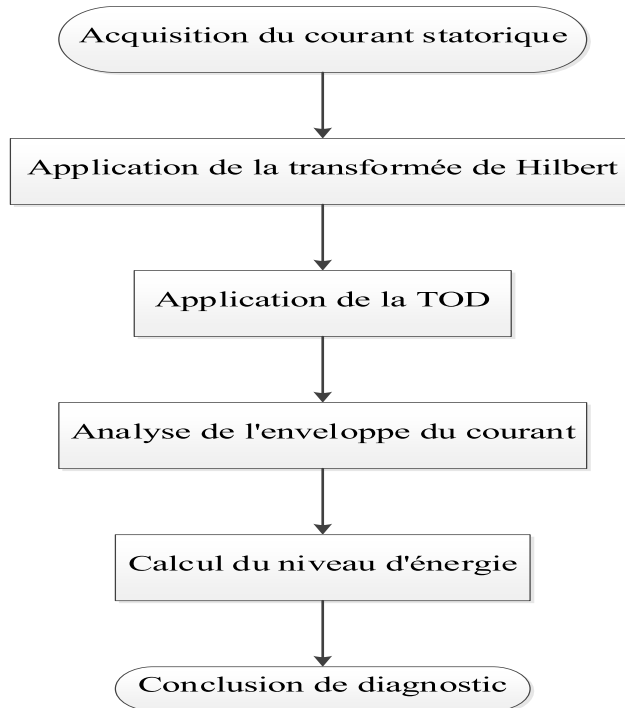 Acquisition du courant statorique
Application de la transformée de Hilbert
Application de la TOD
Analyse de l'enveloppe du courant
Calcul du niveau d'énergie
Conclusion de diagnostic